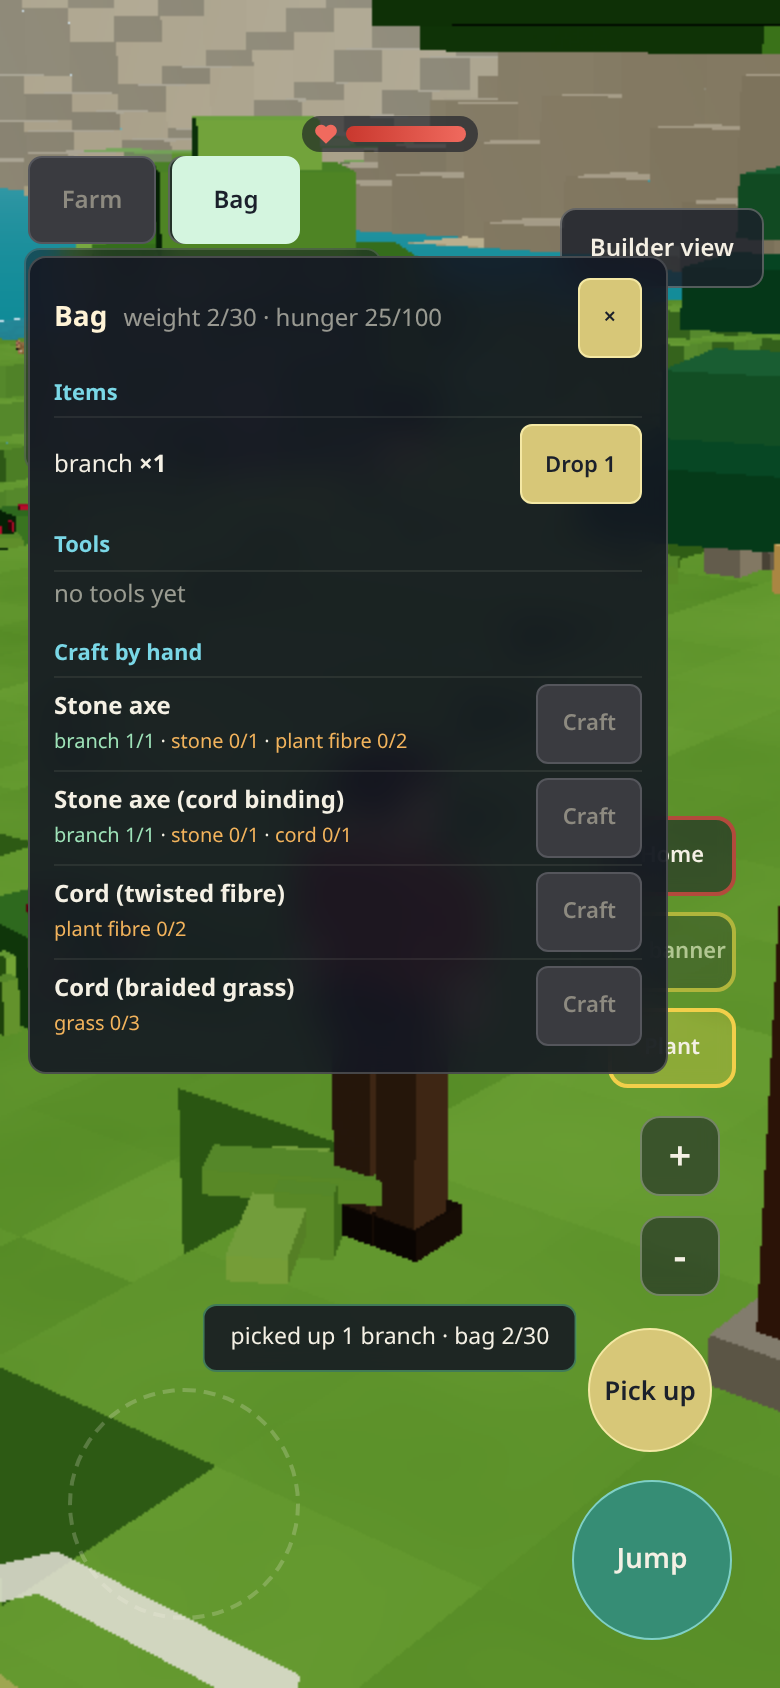 Farm
Bag
Builder view
Bag weight 2/30 · hunger 25/100
×
Items
branch ×1
Drop 1
Tools
no tools yet
Craft by hand
Stone axe
branch 1/1 · stone 0/1 · plant fibre 0/2
Craft
Stone axe (cord binding)
branch 1/1 · stone 0/1 · cord 0/1
Craft
Cord (twisted fibre)
plant fibre 0/2
Craft
Cord (braided grass)
grass 0/3
Craft
+
-
picked up 1 branch · bag 2/30
Pick up
Jump